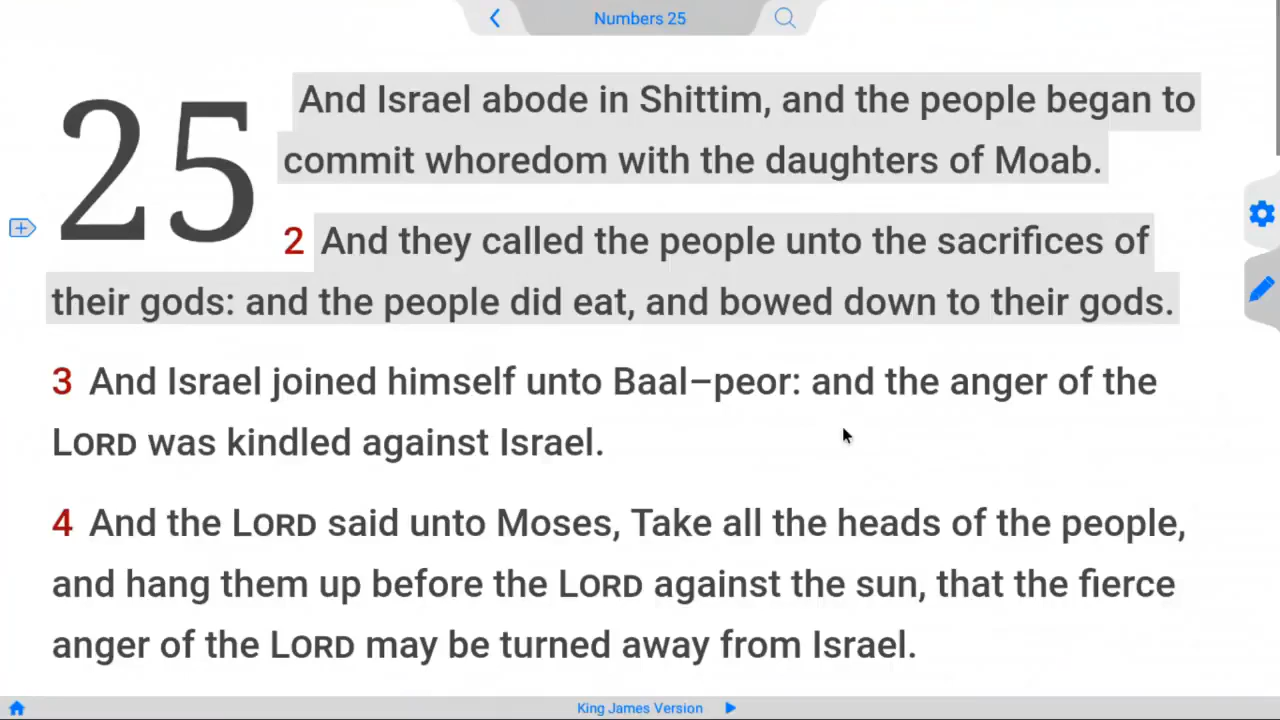 Numbers 25
25 And Israel abode in Shittim, and the people began to
commit whoredom with the daughters of Moab.
2 And they called the people unto the sacrifices of
their gods: and the people did eat, and bowed down to their gods.
3 And Israel joined himself unto Baal–peor: and the anger of the
LORD was kindled against Israel.
4 And the LORD said unto Moses, Take all the heads of the people,
and hang them up before the LORD against the sun, that the fierce
anger of the LORD may be turned away from Israel.
King James Version